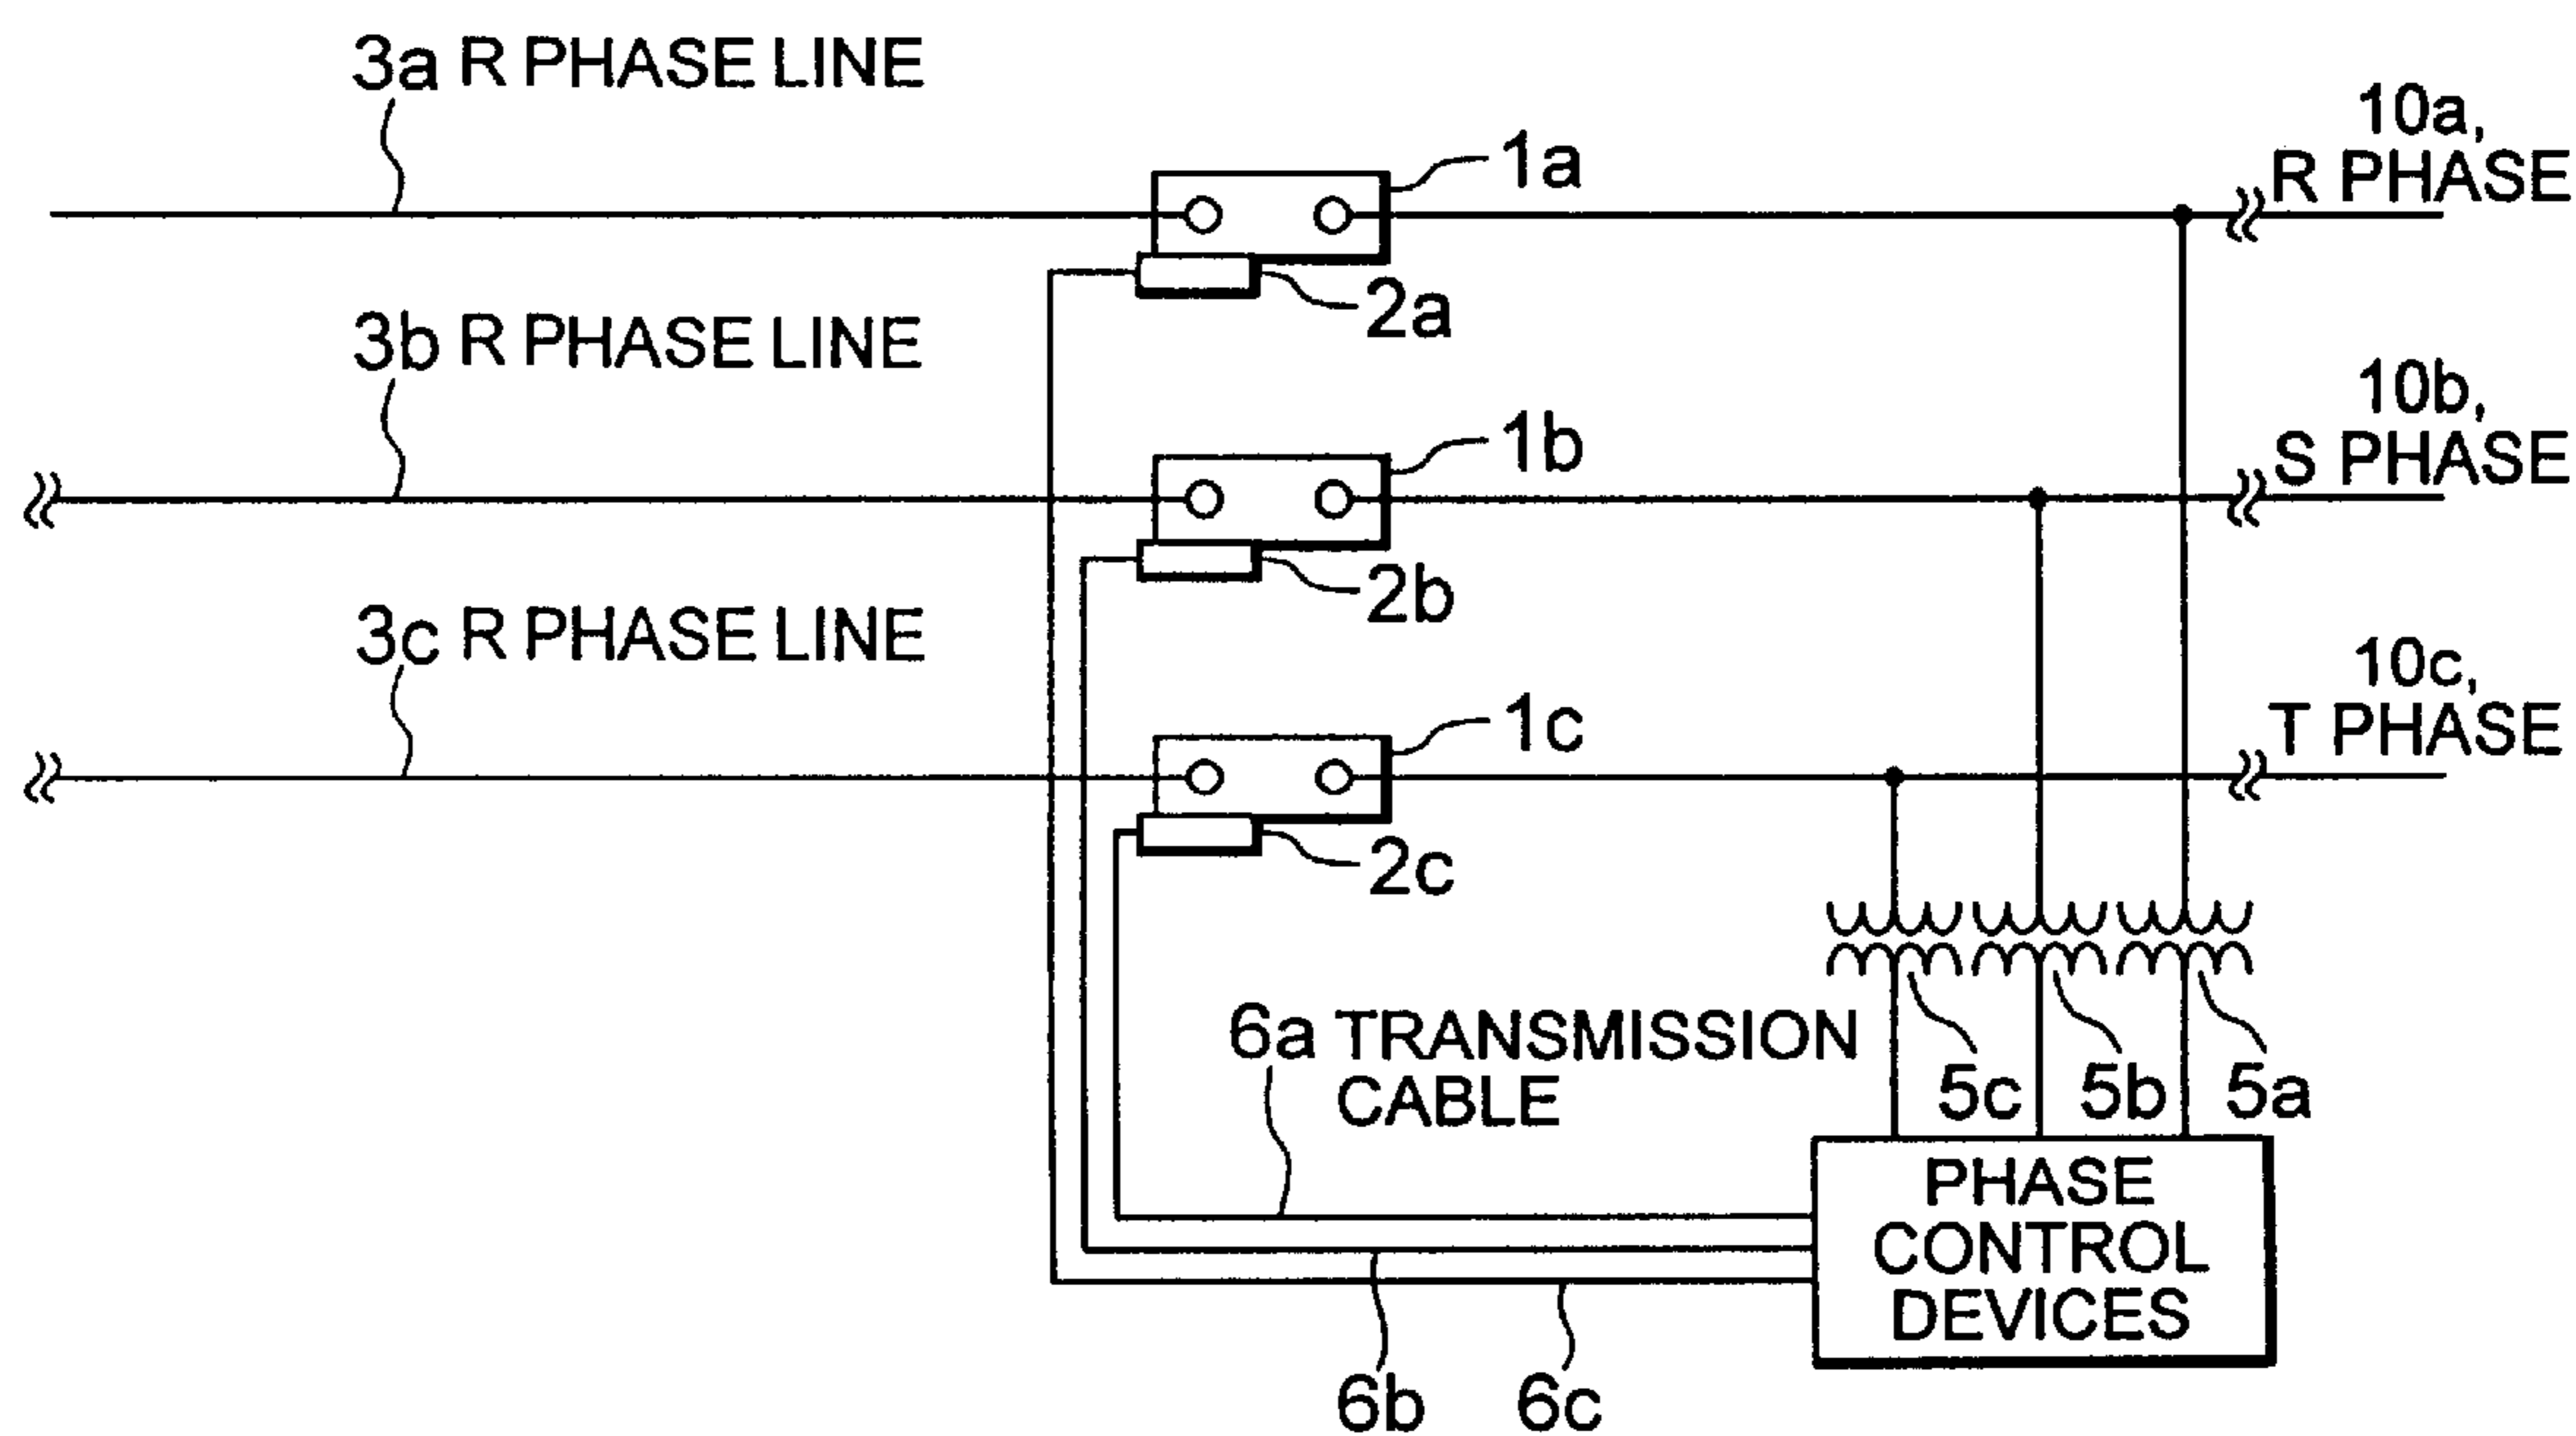 3a R PHASE LINE
10a,
R PHASE
1a
2a
3b R PHASE LINE
10b,
S PHASE
1b
2b
3c R PHASE LINE
10c,
T PHASE
1c
2c
6a TRANSMISSION
CABLE
5c 5b 5a
PHASE
CONTROL
DEVICES
6b 6c